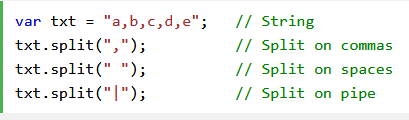 var txt = "a,b,c,d,e";   // String
txt.split(",");          // Split on commas
txt.split(" ");          // Split on spaces
txt.split("|");          // Split on pipe